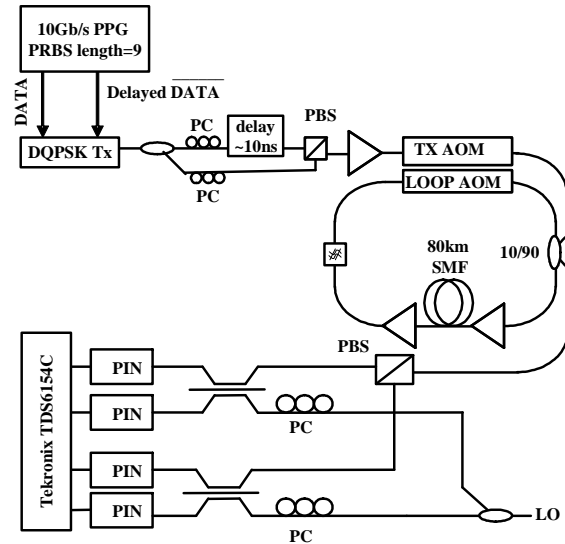 10Gb/s PPG
PRBS length=9
DATA
Delayed DATA
DQPSK Tx
PC
delay
~10ns
PBS
PC
TX AOM
LOOP AOM
80km
SMF
10/90
PBS
Tekronix TDS6154C
PIN
PIN
PC
PIN
PIN
PC
LO